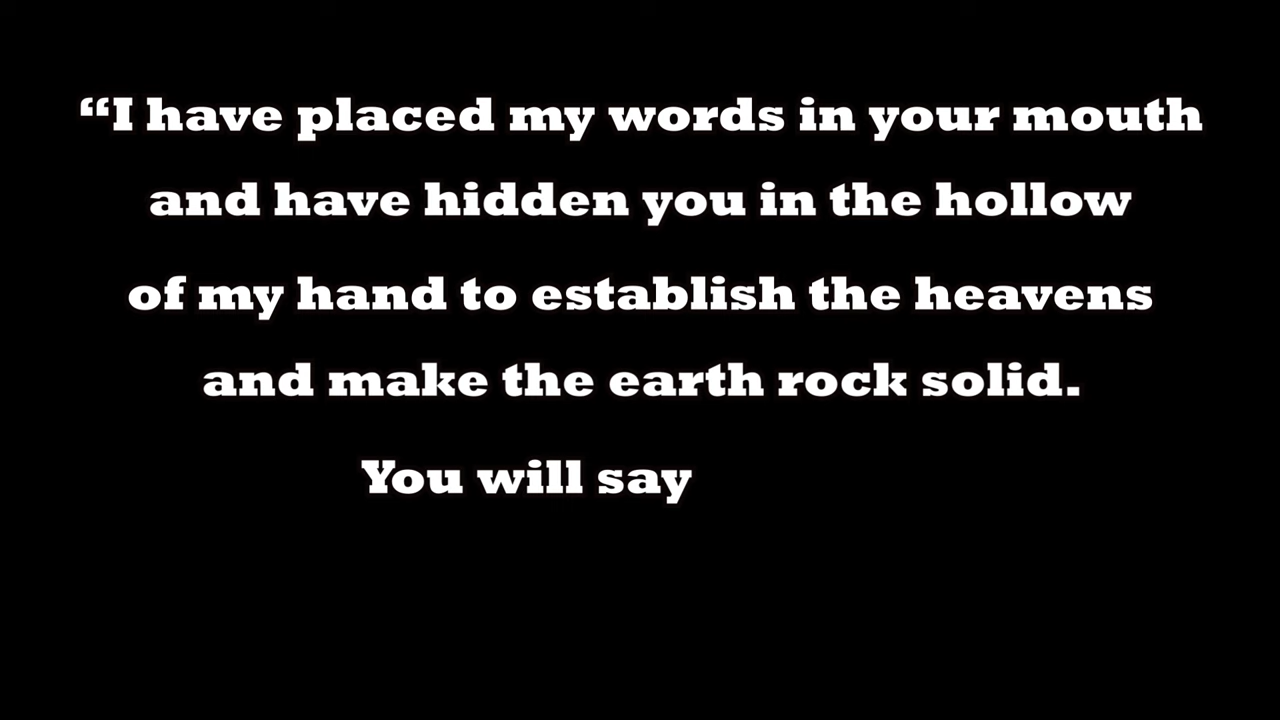 “I have placed my words in your mouth
and have hidden you in the hollow
of my hand to establish the heavens
and make the earth rock solid.
You will say